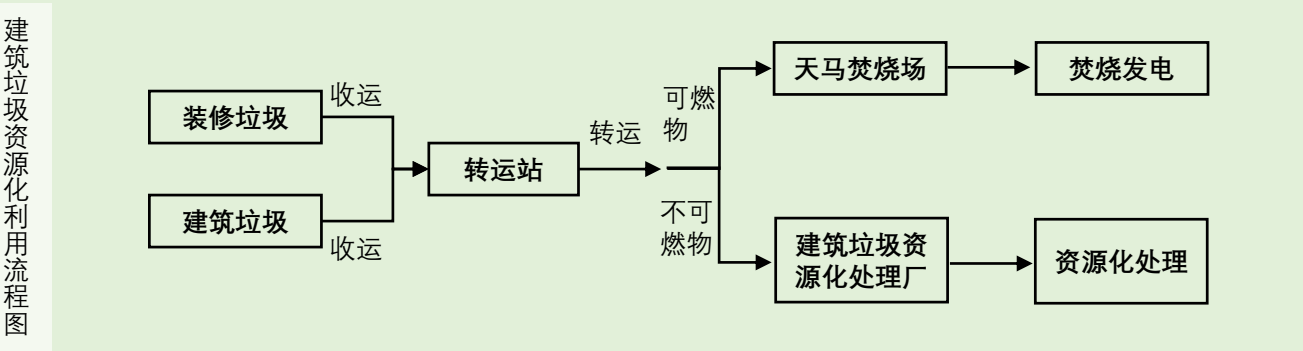 建筑垃圾资源化利用流程图
装修垃圾
收运
建筑垃圾
收运
转运站
转运
可燃
物
不可
燃物
天马焚烧场
焚烧发电
建筑垃圾资
源化处理厂
资源化处理